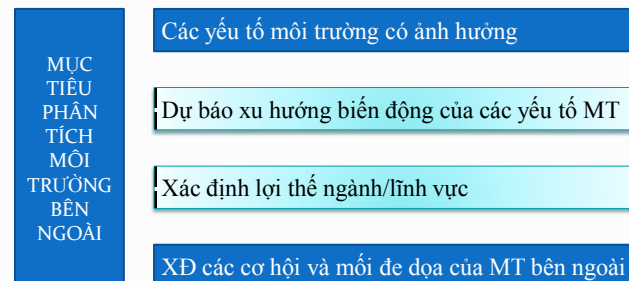 MỤC
TIÊU
PHÂN
TÍCH
MÔI
TRƯỜNG
BÊN
NGOÀI
Các yếu tố môi trường có ảnh hưởng
Dự báo xu hướng biến động của các yếu tố MT
Xác định lợi thế ngành/lĩnh vực
XĐ các cơ hội và mối đe dọa của MT bên ngoài